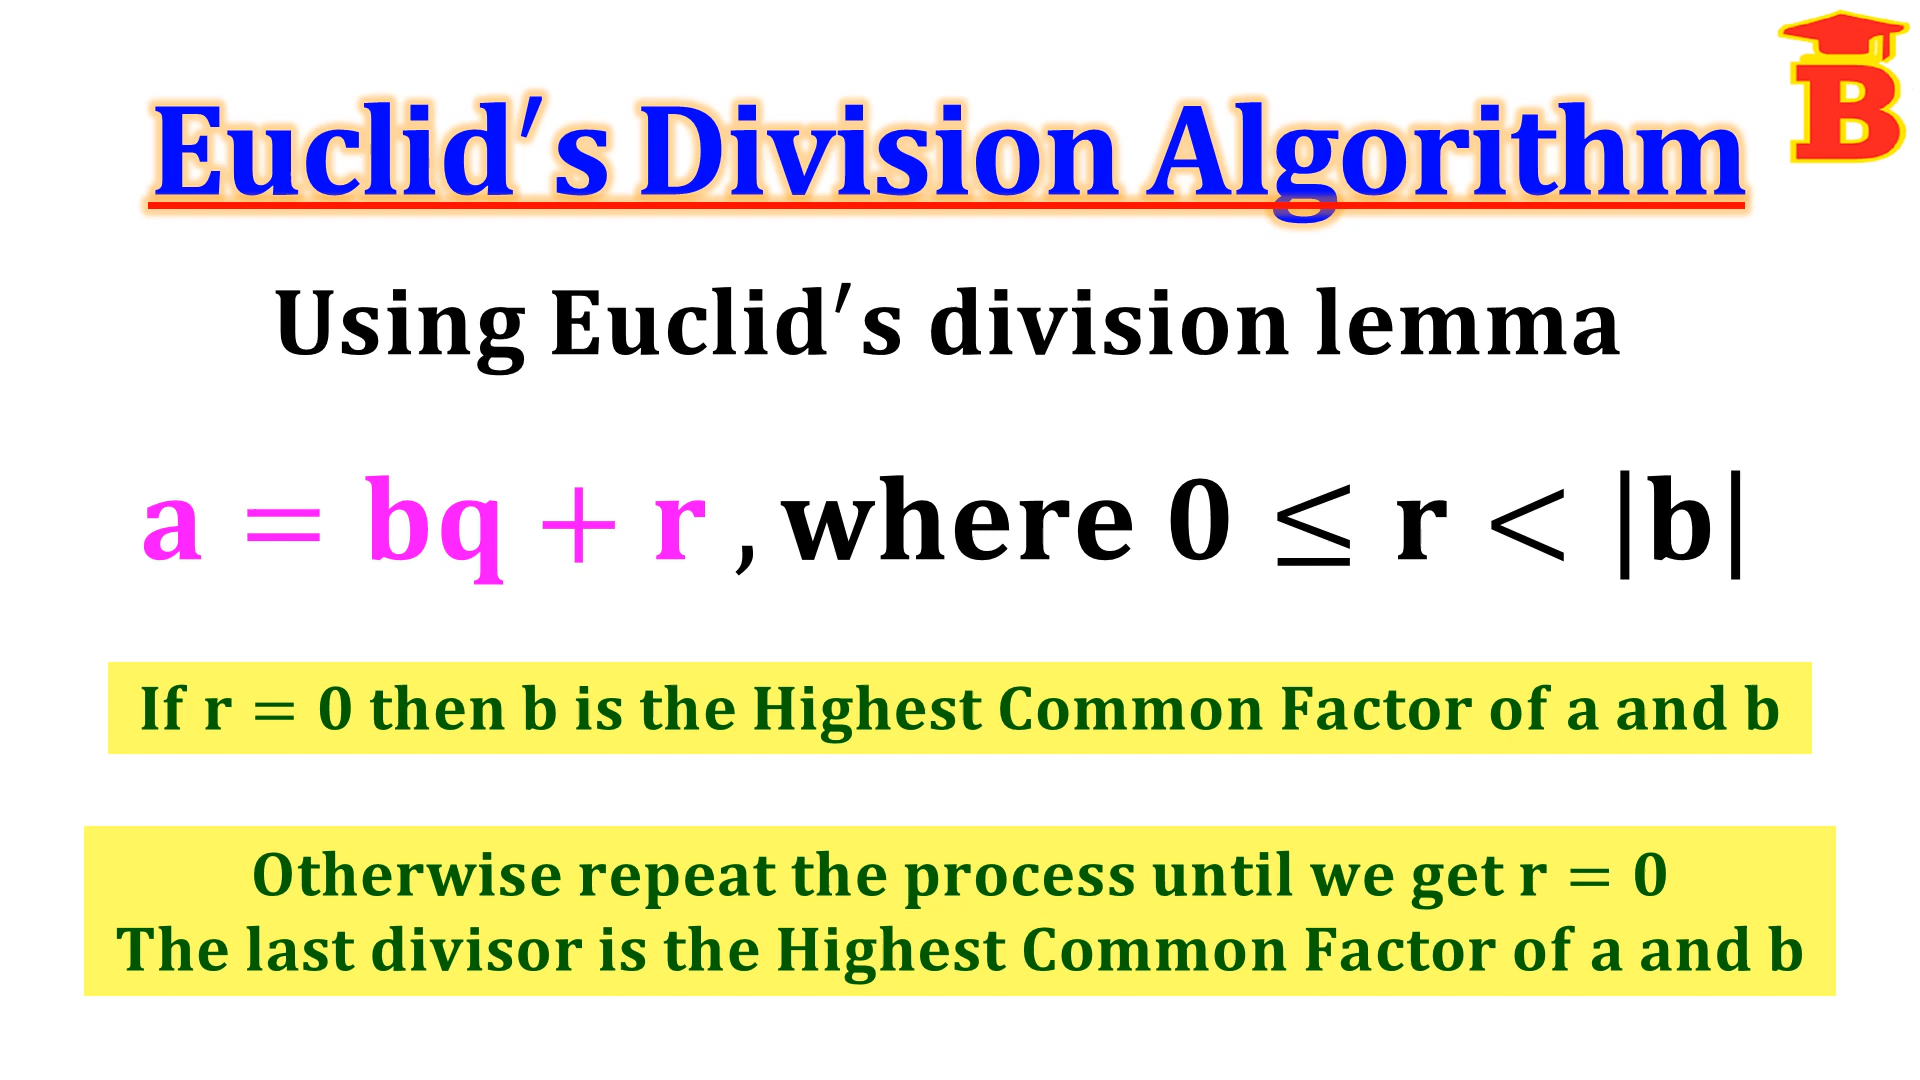 B
Euclid′s Division Algorithm
Using Euclid′s division lemma
a = bq + r , where 0 ≤ r < |b|
If r = 0 then b is the Highest Common Factor of a and b
Otherwise repeat the process until we get r = 0
The last divisor is the Highest Common Factor of a and b